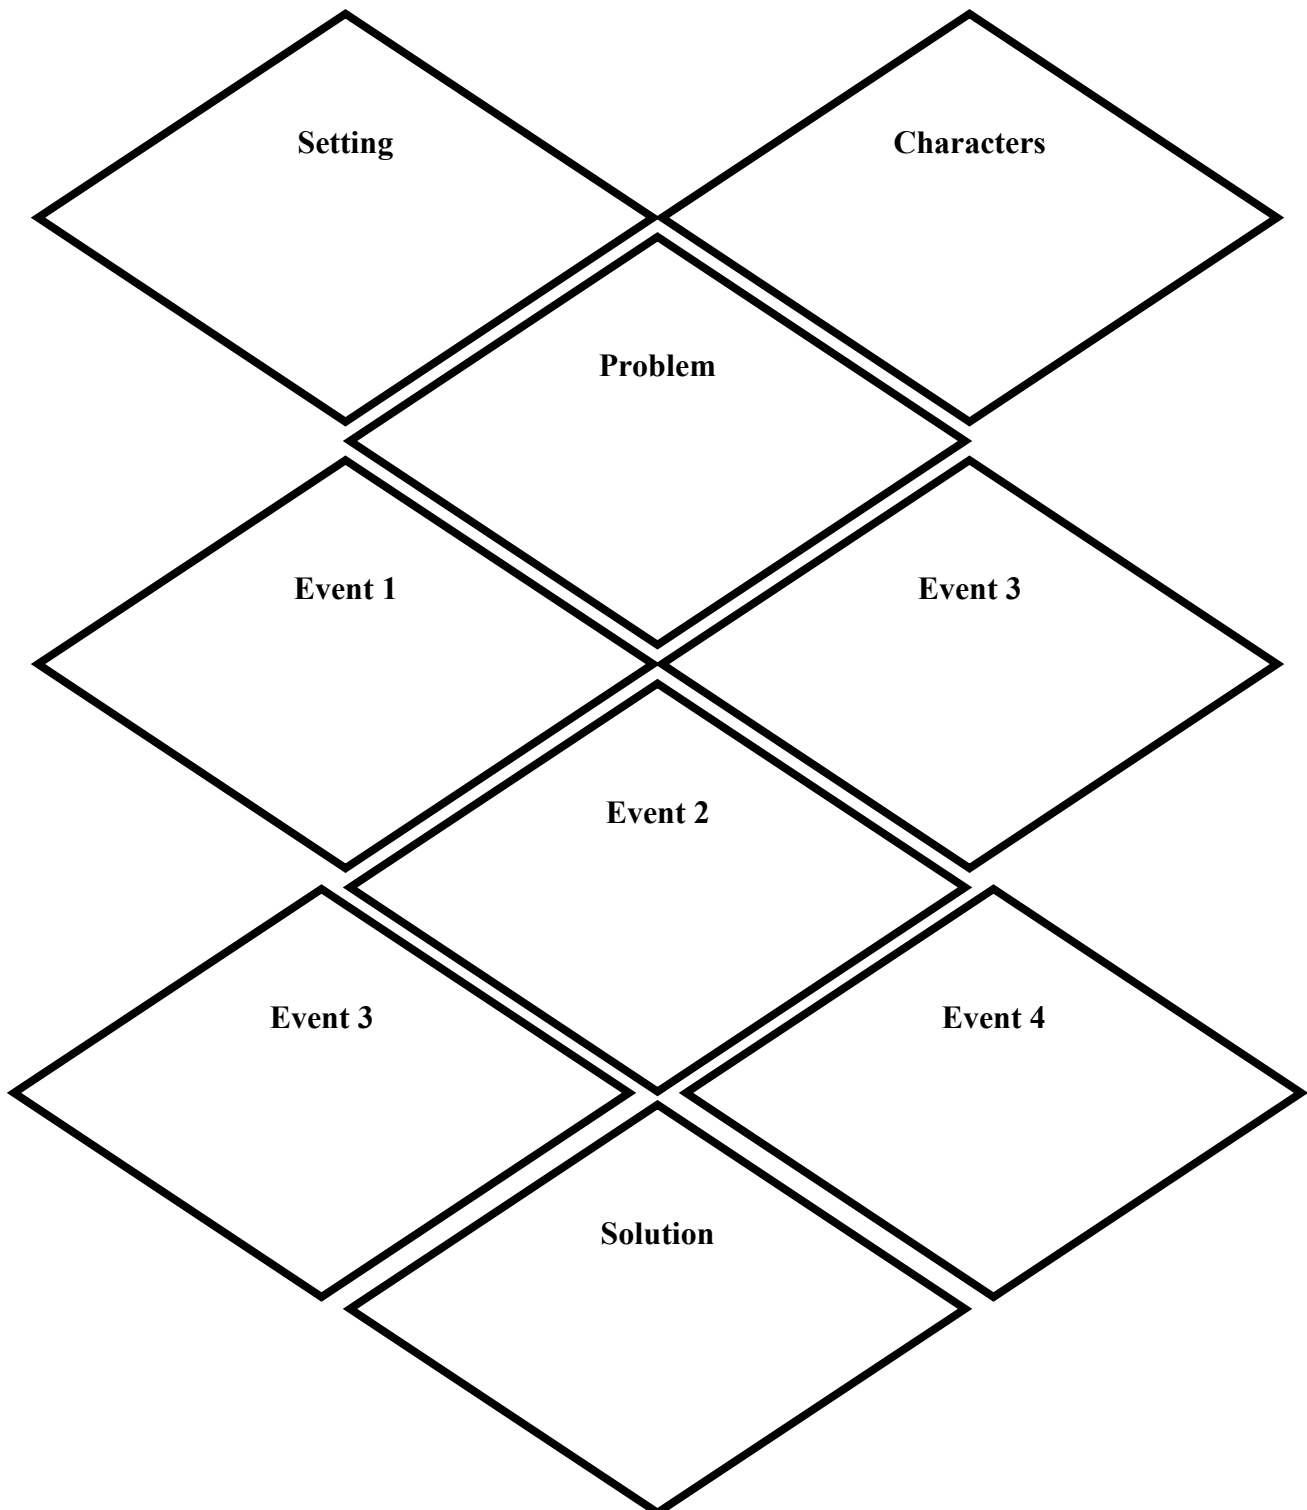 Setting
Characters
Problem
Event 1
Event 3
Event 2
Event 3
Event 4
Solution